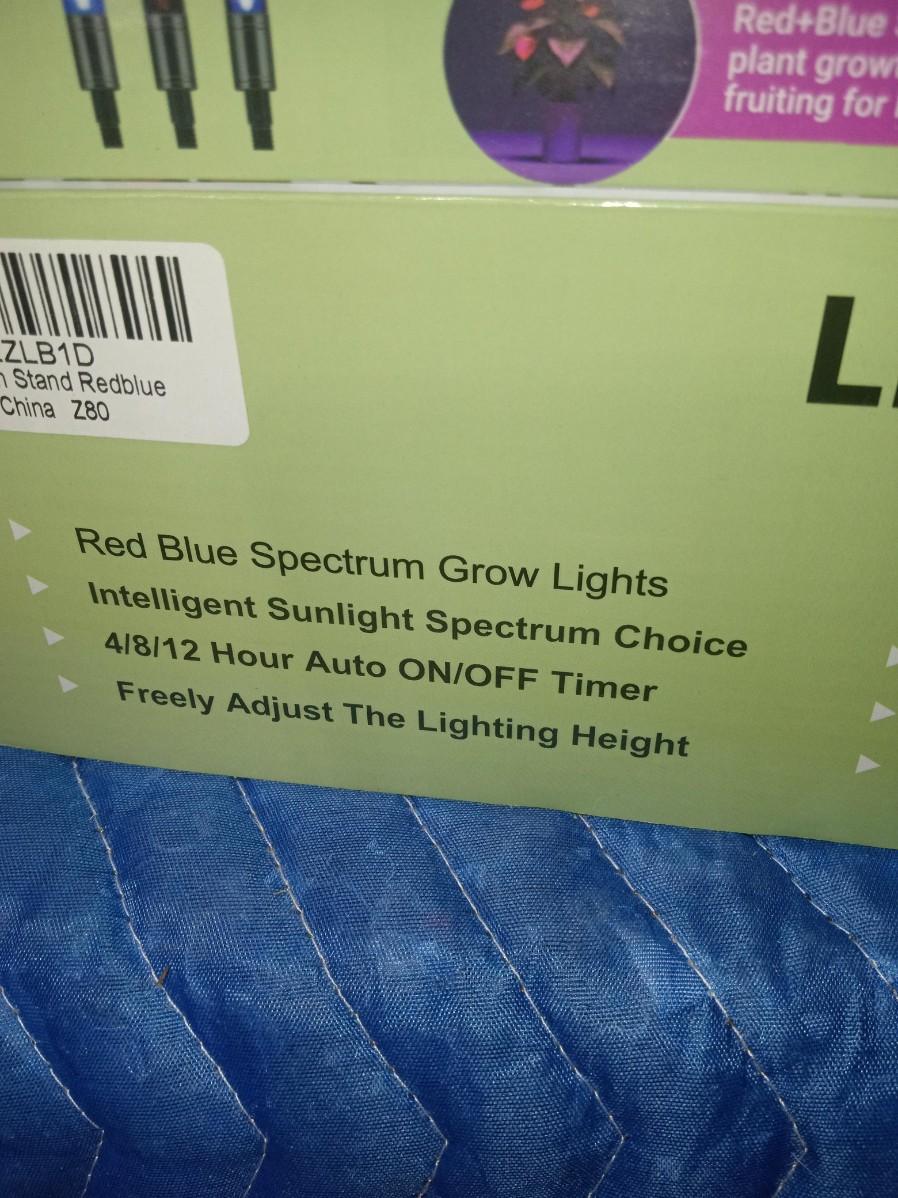 Red+Blue
plant
fruiting for
ZLB1D
Stand Redblue
China Z80
L
Red Blue Spectrum Grow Lights
Intelligent Sunlight Spectrum Choice
4/8/12 Hour Auto ON/OFF Timer
Freely Adjust The Lighting Height